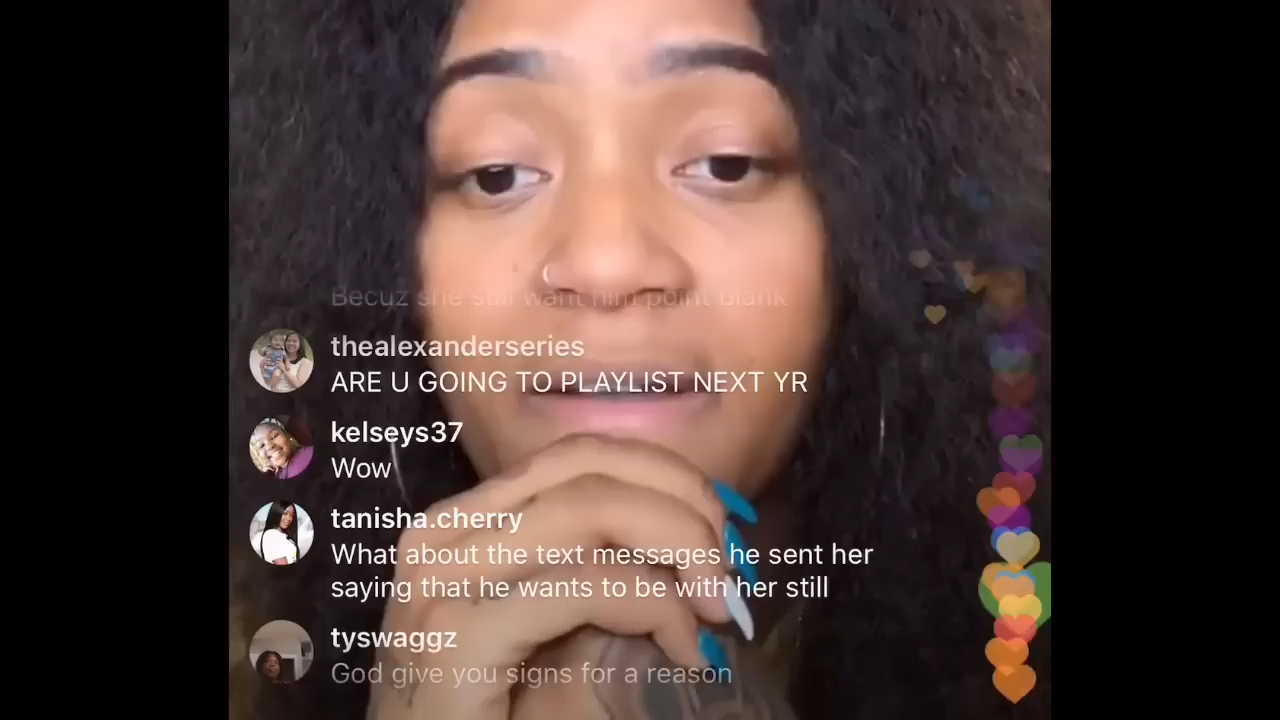 Becuz she still want him point blank
thealexanderseries
ARE U GOING TO PLAYLIST NEXT YR
kelseys37
Wow
tanisha.cherry
What about the text messages he sent her
saying that he wants to be with her still
tyswaggz
God give you signs for a reason